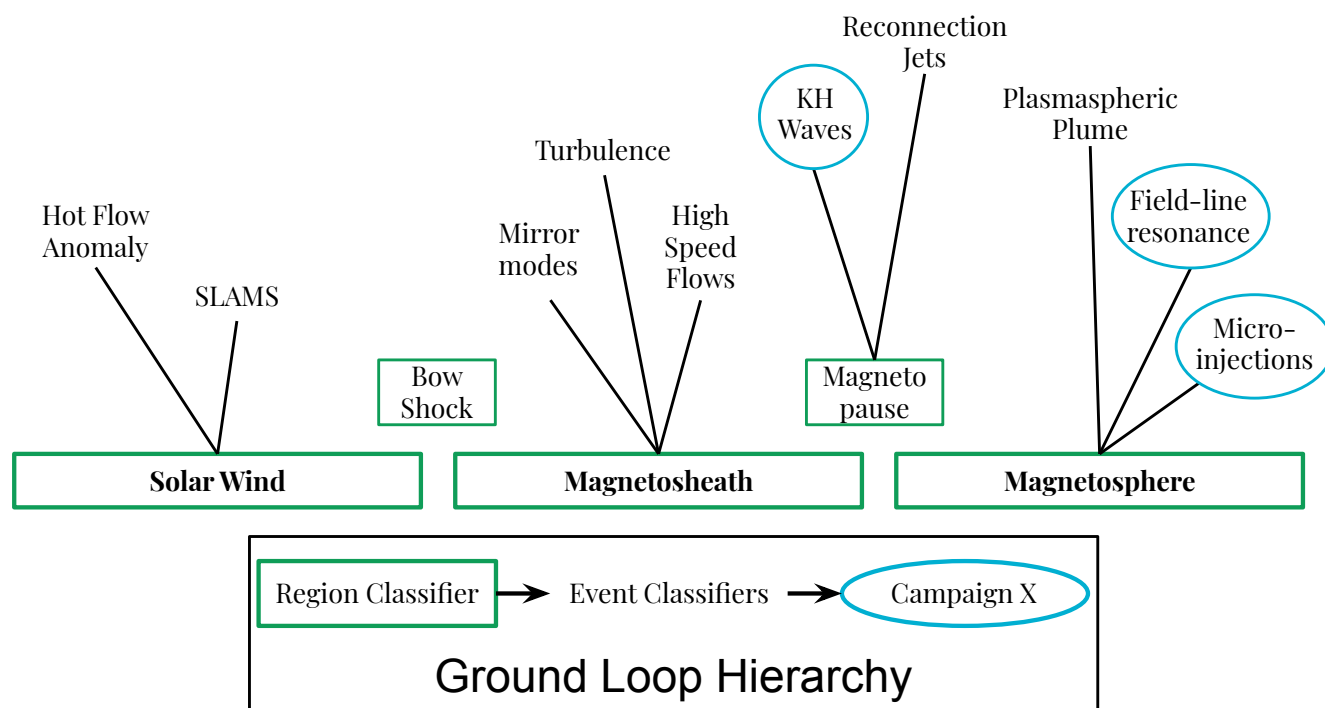 Reconnection
Jets
KH
Waves
Plasmaspheric
Plume
Turbulence
Field-line
resonance
Hot Flow
Anomaly
Mirror
modes
High
Speed
Flows
SLAMS
Micro-
injections
Bow
Shock
Magneto
pause
Solar Wind
Magnetosheath
Magnetosphere
Region Classifier
Event Classifiers
Campaign X
Ground Loop Hierarchy